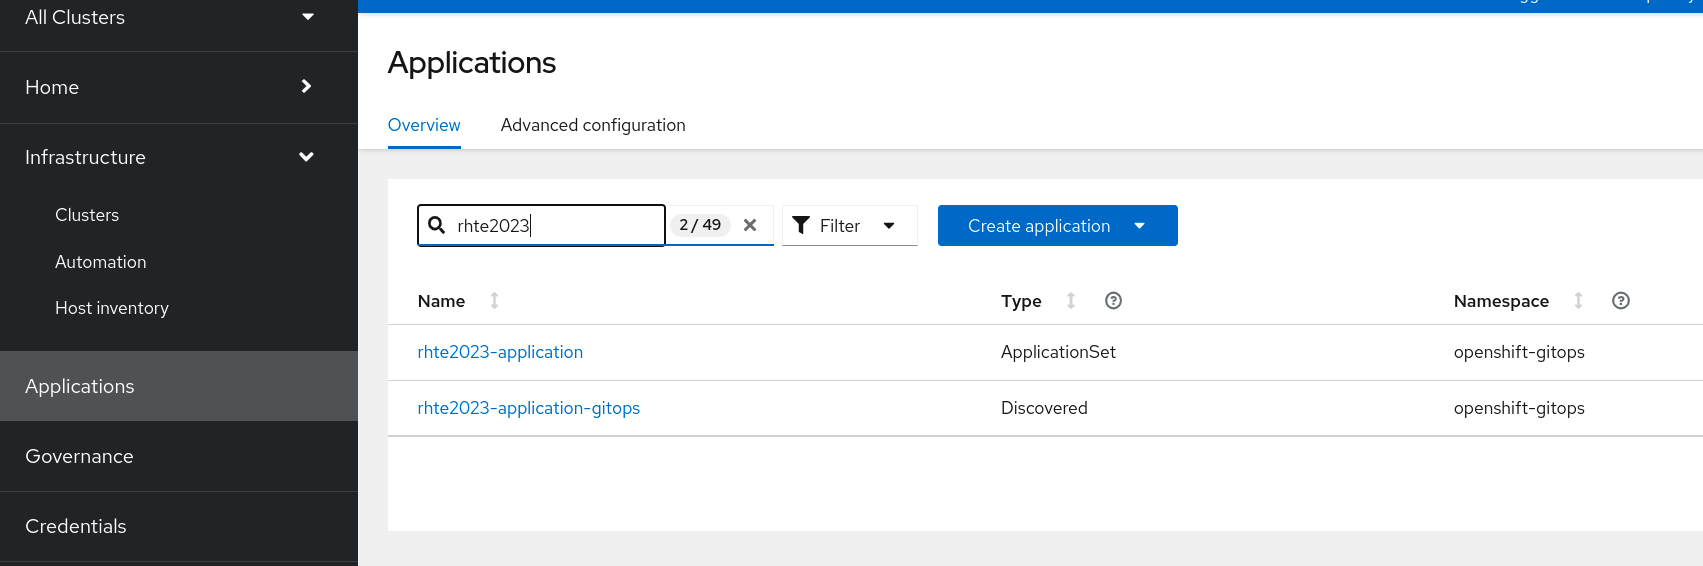 All Clusters
Home
Infrastructure
Clusters
Automation
Host inventory
Applications
Governance
Credentials
Applications
Overview Advanced configuration
rhte2023 2 / 49 Filter Create application
Name Type Namespace
rhte2023-application ApplicationSet openshift-gitops
rhte2023-application-gitops Discovered openshift-gitops